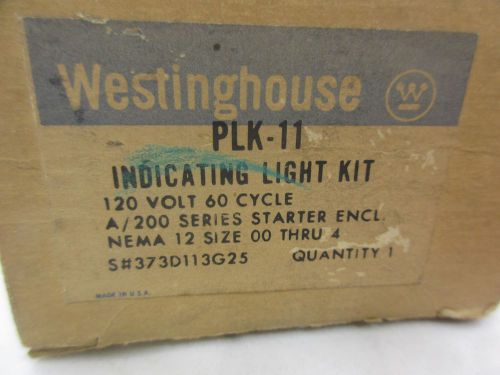 Westinghouse W
PLK-11
INDICATING LIGHT KIT
120 VOLT 60 CYCLE
A/200 SERIES STARTER ENCL.
NEMA 12 SIZE 00 THRU 4
S#373D113G25 QUANTITY 1
MADE IN U.S.A.